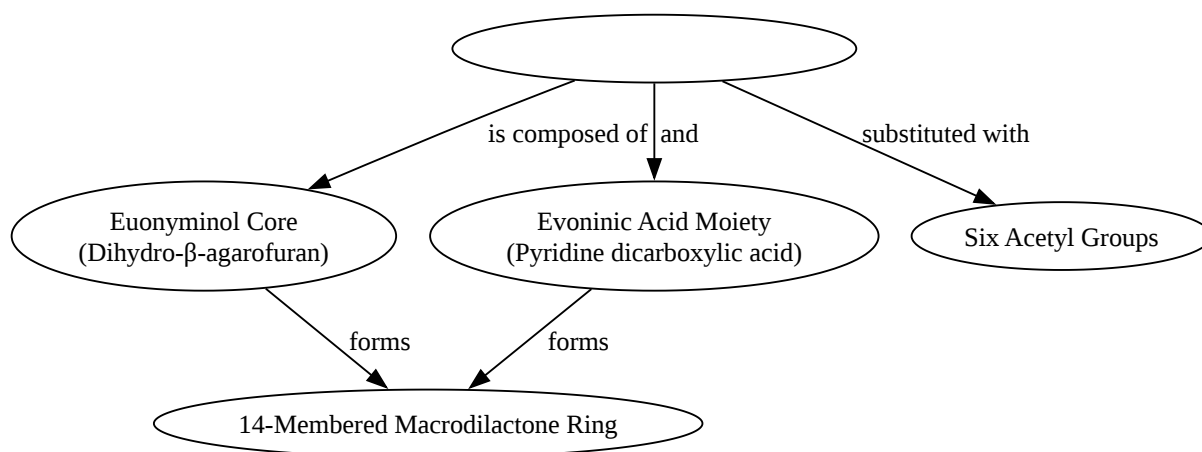 is composed of
and
substituted with
Euonyminol Core
(Dihydro-β-agarofuran)
Evoninic Acid Moiety
(Pyridine dicarboxylic acid)
Six Acetyl Groups
forms
forms
14-Membered Macrodilactone Ring